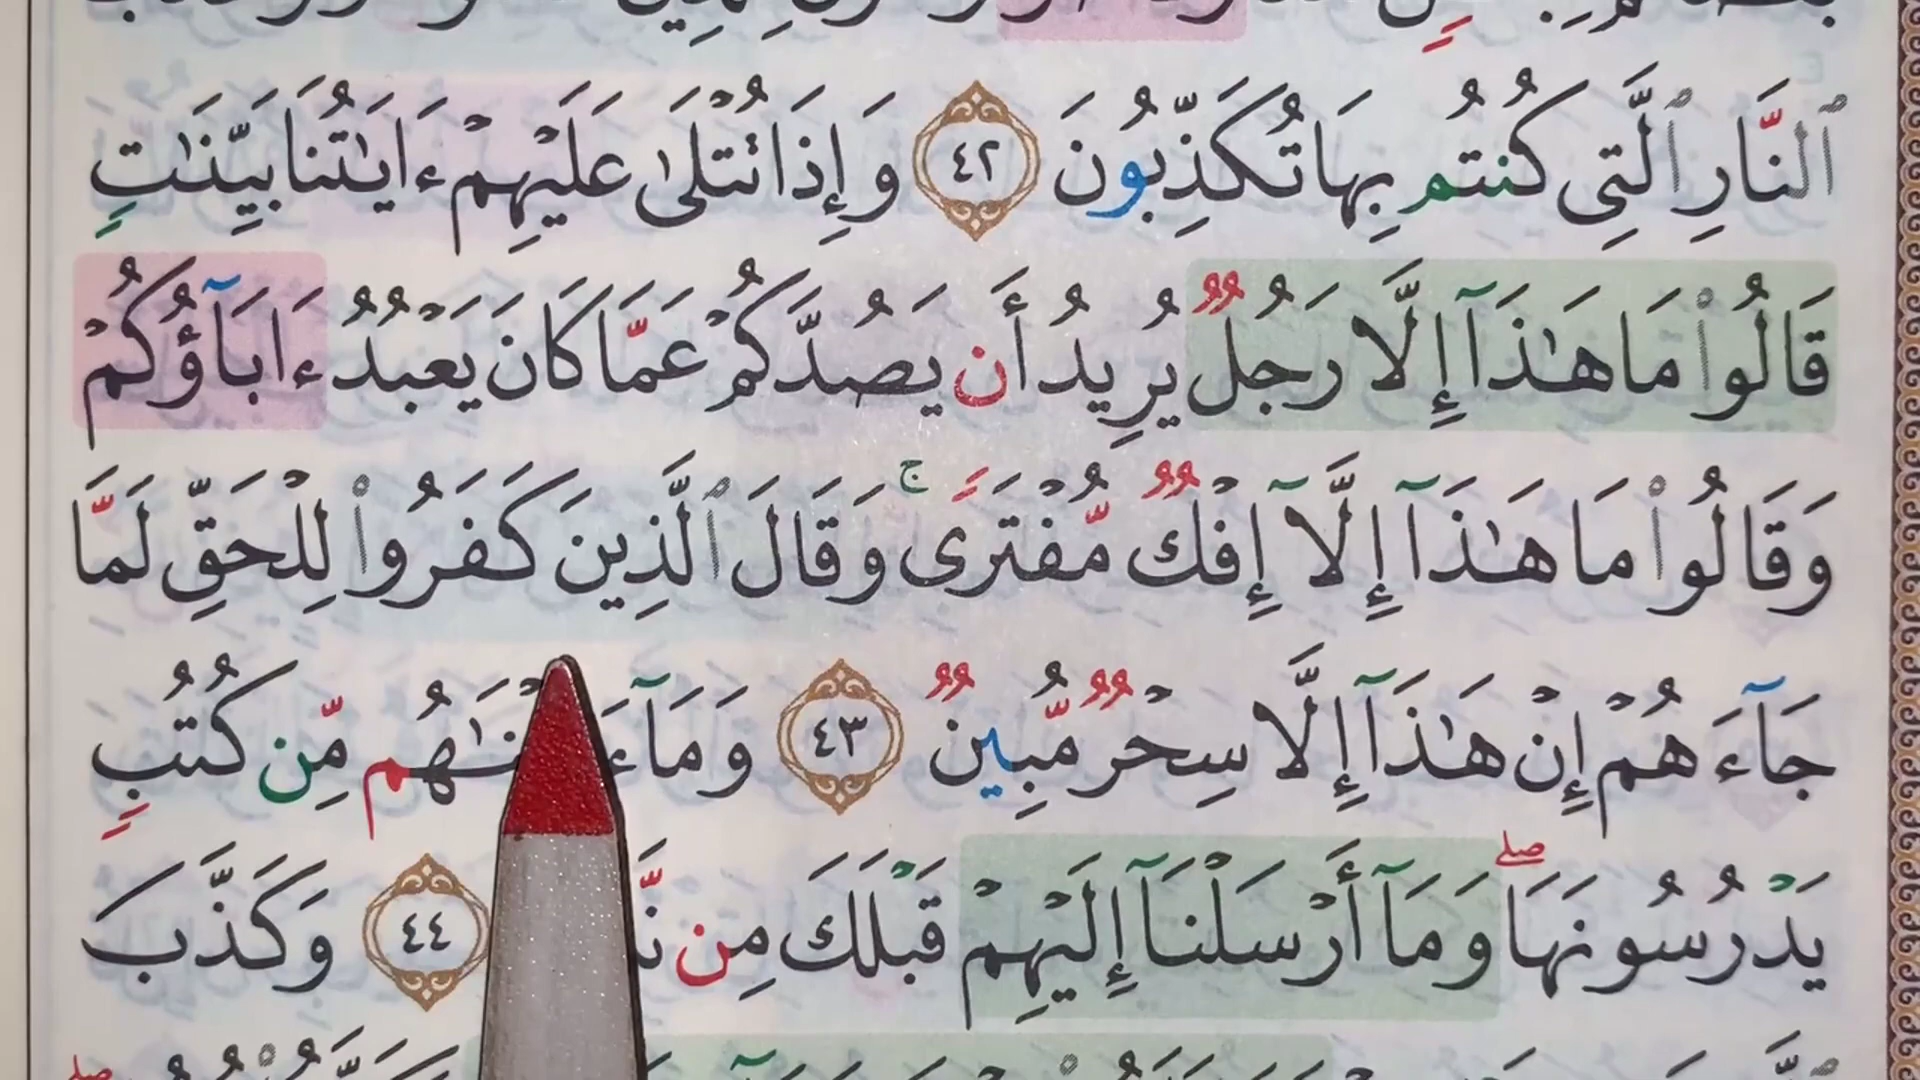 ٱلنَّارِ ٱلَّتِى كُنتُم بِهَا تُكَذِّبُونَ ٤٢ وَإِذَا تُتْلَىٰ عَلَيْهِمْ ءَايَـٰتُنَا بَيِّنَـٰتٍ
قَالُوا۟ مَا هَـٰذَآ إِلَّا رَجُلٌ يُرِيدُ أَن يَصُدَّكُمْ عَمَّا كَانَ يَعْبُدُ ءَابَآؤُكُمْ
وَقَالُوا۟ مَا هَـٰذَآ إِلَّآ إِفْكٌ مُّفْتَرًى ۚ وَقَالَ ٱلَّذِينَ كَفَرُوا۟ لِلْحَقِّ لَمَّا
جَآءَهُمْ إِنْ هَـٰذَآ إِلَّا سِحْرٌ مُّبِينٌ ٤٣ وَمَآ مِّن كُتُبٍ
يَدْرُسُونَهَا ۖ وَمَآ أَرْسَلْنَآ إِلَيْهِمْ قَبْلَكَ مِن ٤٤ وَكَذَّبَ